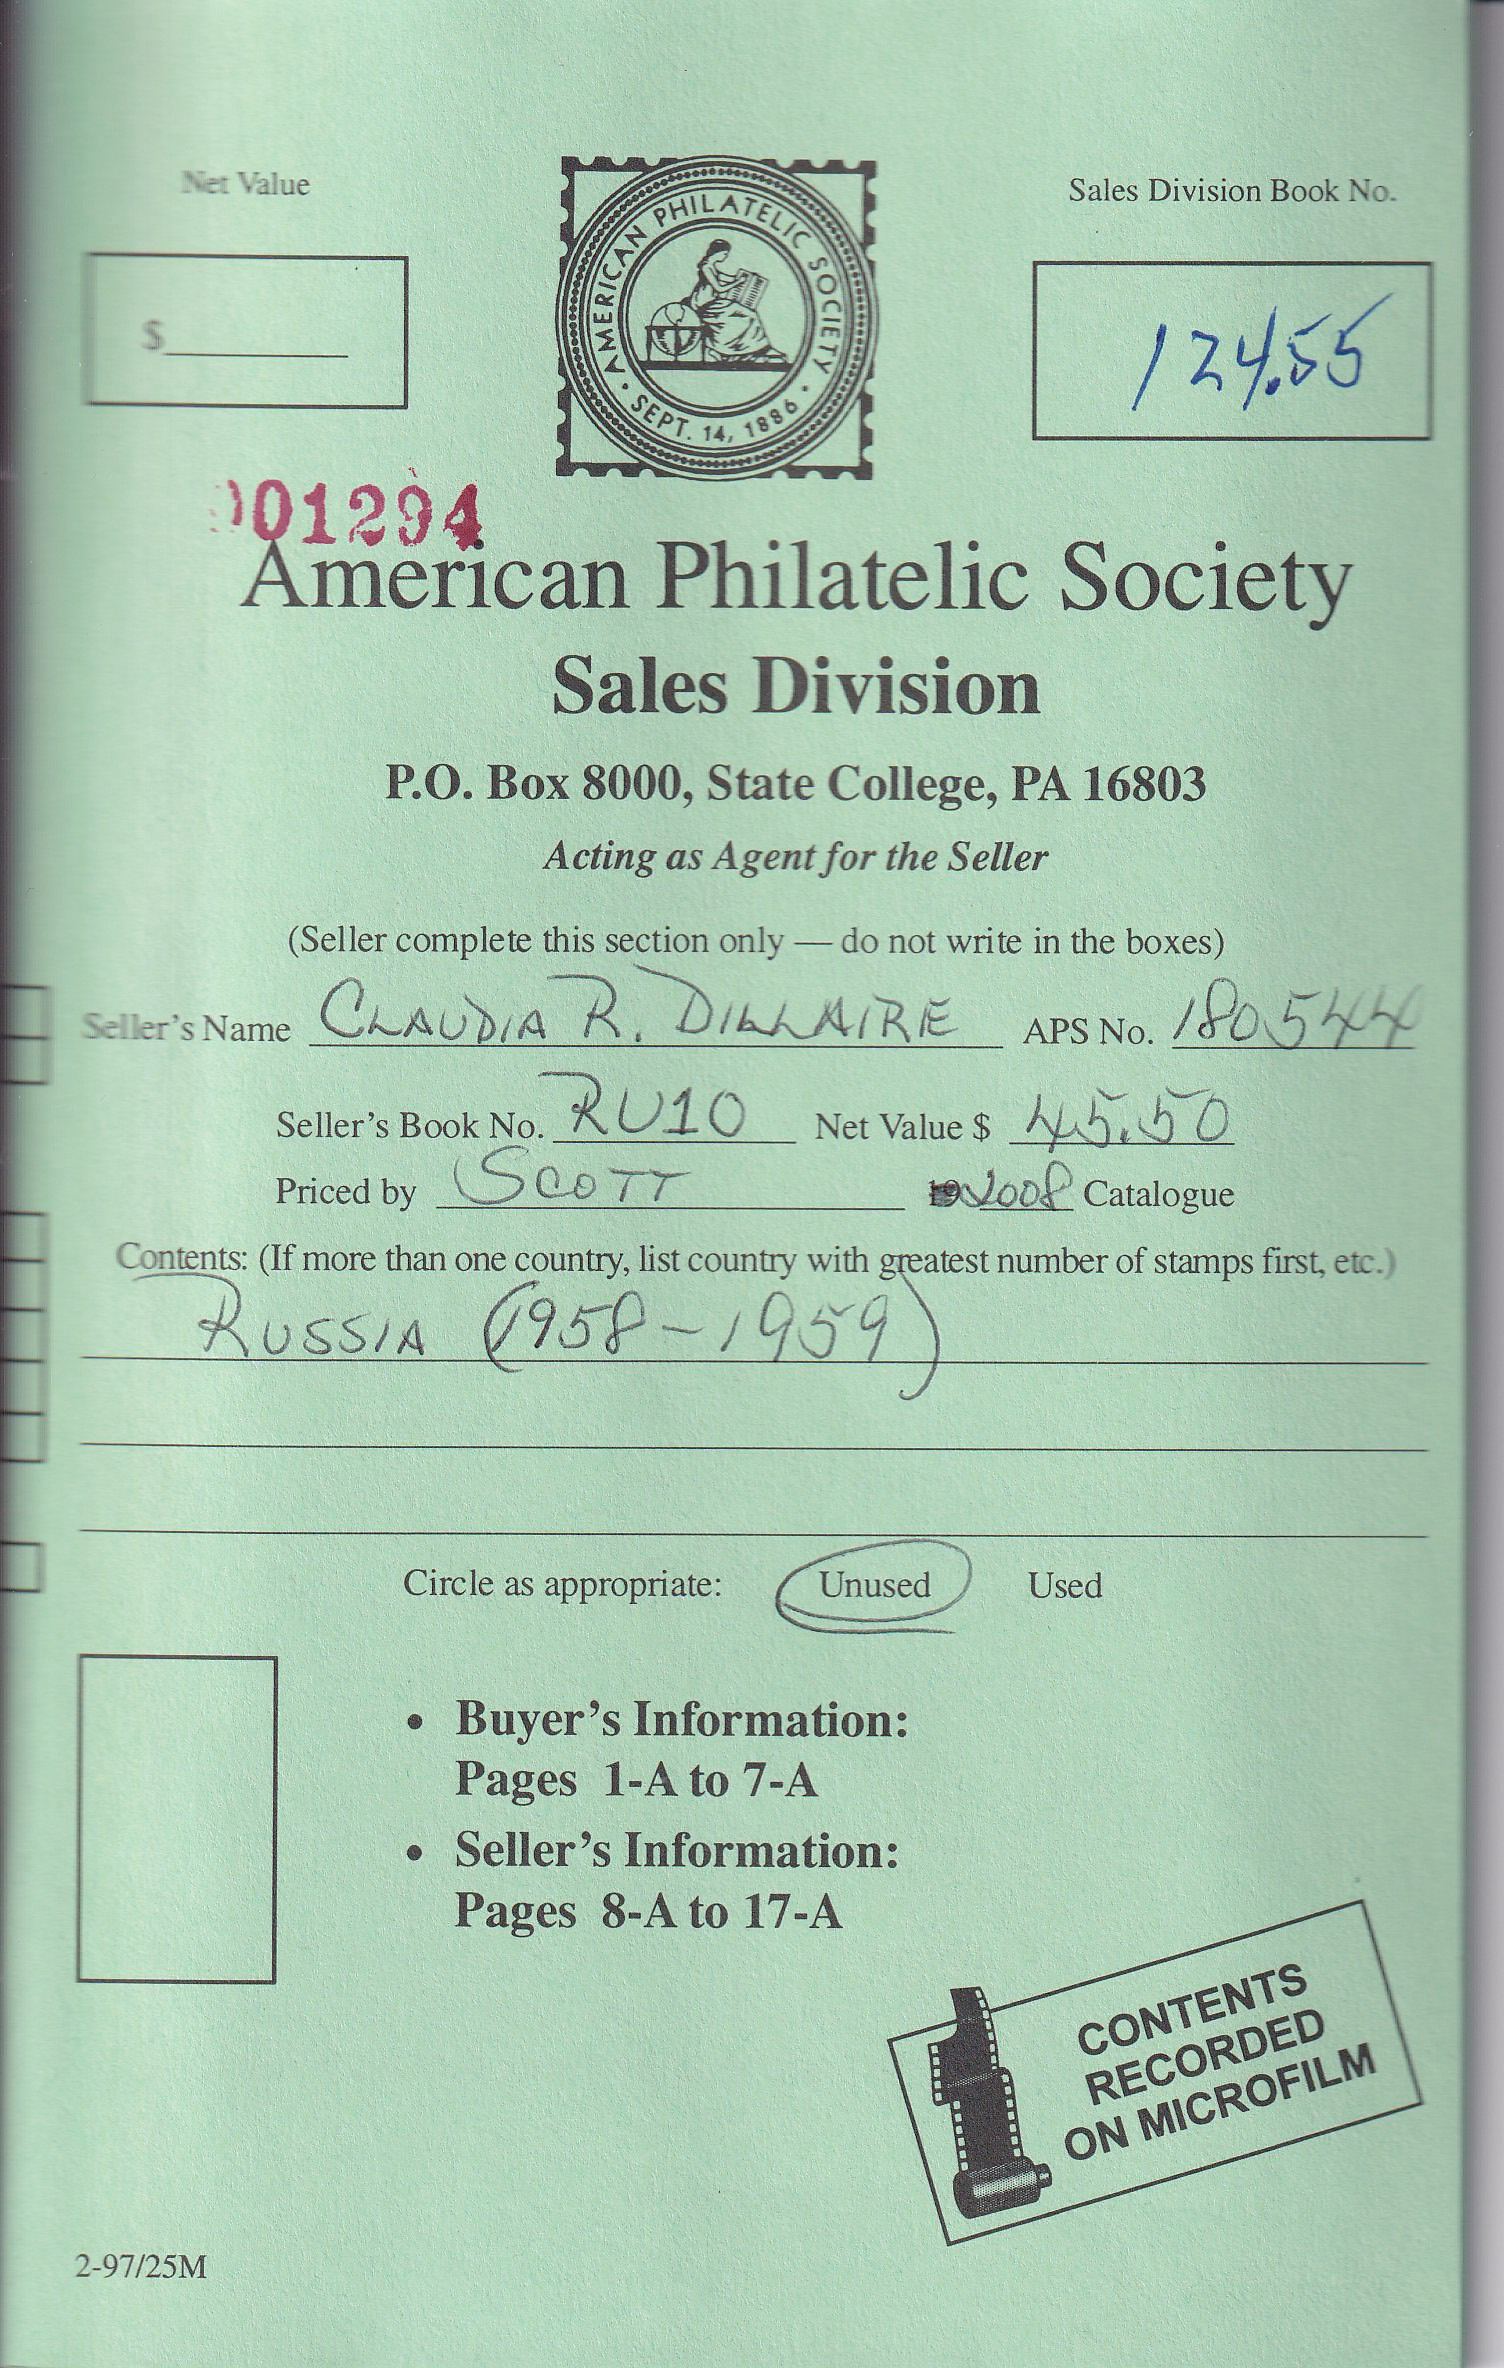 Net Value
Sales Division Book No.
AMERICAN PHILATELIC SOCIETY
SEPT. 14, 1886
$
124.55
01294
American Philatelic Society
Sales Division
P.O. Box 8000, State College, PA 16803
Acting as Agent for the Seller
(Seller complete this section only — do not write in the boxes)
Seller's Name CLAUDIA R. DILLAIRE APS No. 180544
Seller's Book No. RU10 Net Value $ 45.50
Priced by SCOTT 2008 Catalogue
Contents: (If more than one country, list country with greatest number of stamps first, etc.)
RUSSIA (1958-1959)
Circle as appropriate: Unused Used
• Buyer's Information:
Pages 1-A to 7-A
• Seller's Information:
Pages 8-A to 17-A
CONTENTS
RECORDED
ON MICROFILM
2-97/25M